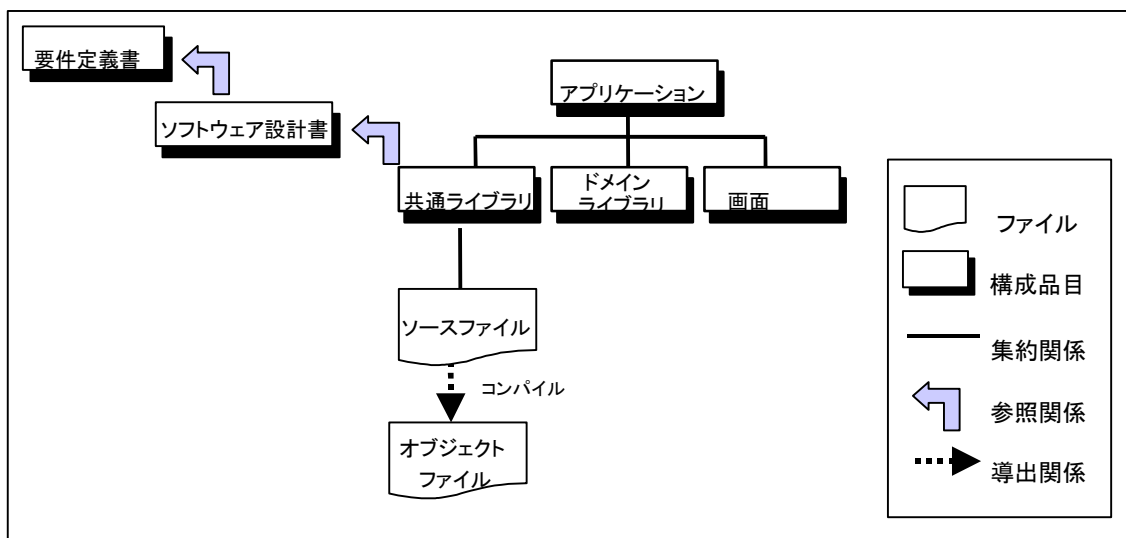 要件定義書
ソフトウェア設計書
アプリケーション
共通ライブラリ
ドメイン
ライブラリ
画面
ソースファイル
コンパイル
オブジェクト
ファイル
ファイル
構成品目
集約関係
参照関係
導出関係